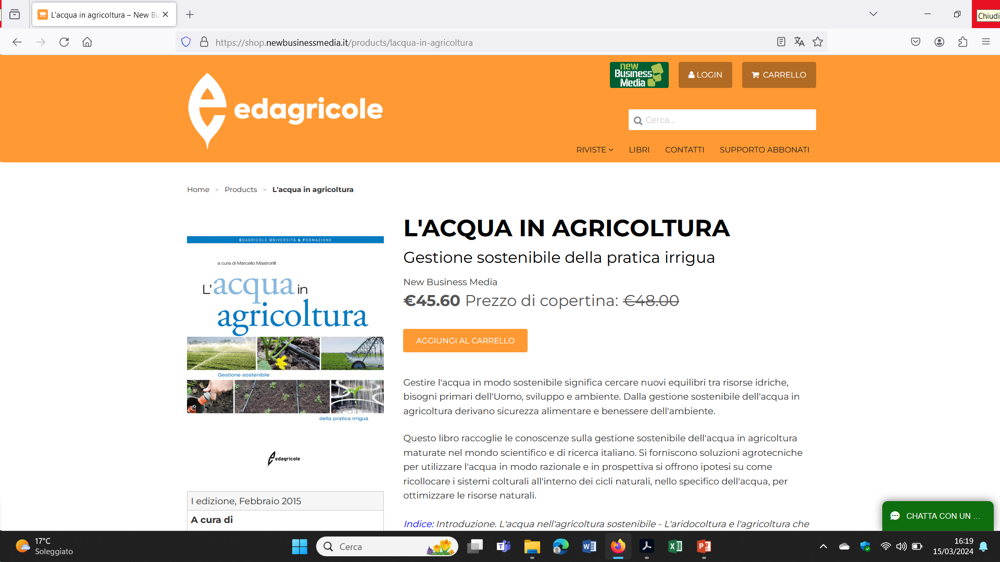 L'acqua in agricoltura – New Bu
Chiudi
https://shop.newbusinessmedia.it/products/lacqua-in-agricoltura
new
Business
Media
LOGIN
CARRELLO
edagricole
Cerca...
RIVISTE
LIBRI
CONTATTI
SUPPORTO ABBONATI
Home > Products > L'acqua in agricoltura
EDAGRICOLE UNIVERSITÀ & FORMAZIONE
a cura di Marcello Mastrorilli
L'acqua in
agricoltura
Gestione sostenibile
della pratica irrigua
edagricole
I edizione, Febbraio 2015
A cura di
L'ACQUA IN AGRICOLTURA
Gestione sostenibile della pratica irrigua
New Business Media
€45.60 Prezzo di copertina: €48.00
AGGIUNGI AL CARRELLO
Gestire l'acqua in modo sostenibile significa cercare nuovi equilibri tra risorse idriche,
bisogni primari dell'Uomo, sviluppo e ambiente. Dalla gestione sostenibile dell'acqua in
agricoltura derivano sicurezza alimentare e benessere dell'ambiente.
Questo libro raccoglie le conoscenze sulla gestione sostenibile dell'acqua in agricoltura
maturate nel mondo scientifico e di ricerca italiano. Si forniscono soluzioni agrotecniche
per utilizzare l'acqua in modo razionale e in prospettiva si offrono ipotesi su come
ricollocare i sistemi colturali all'interno dei cicli naturali, nello specifico dell'acqua, per
ottimizzare le risorse naturali.
Indice: Introduzione. L'acqua nell'agricoltura sostenibile - L'aridocoltura e l'agricoltura che
CHATTA CON UN ...
17°C
Soleggiato
Cerca
16:19
15/03/2024